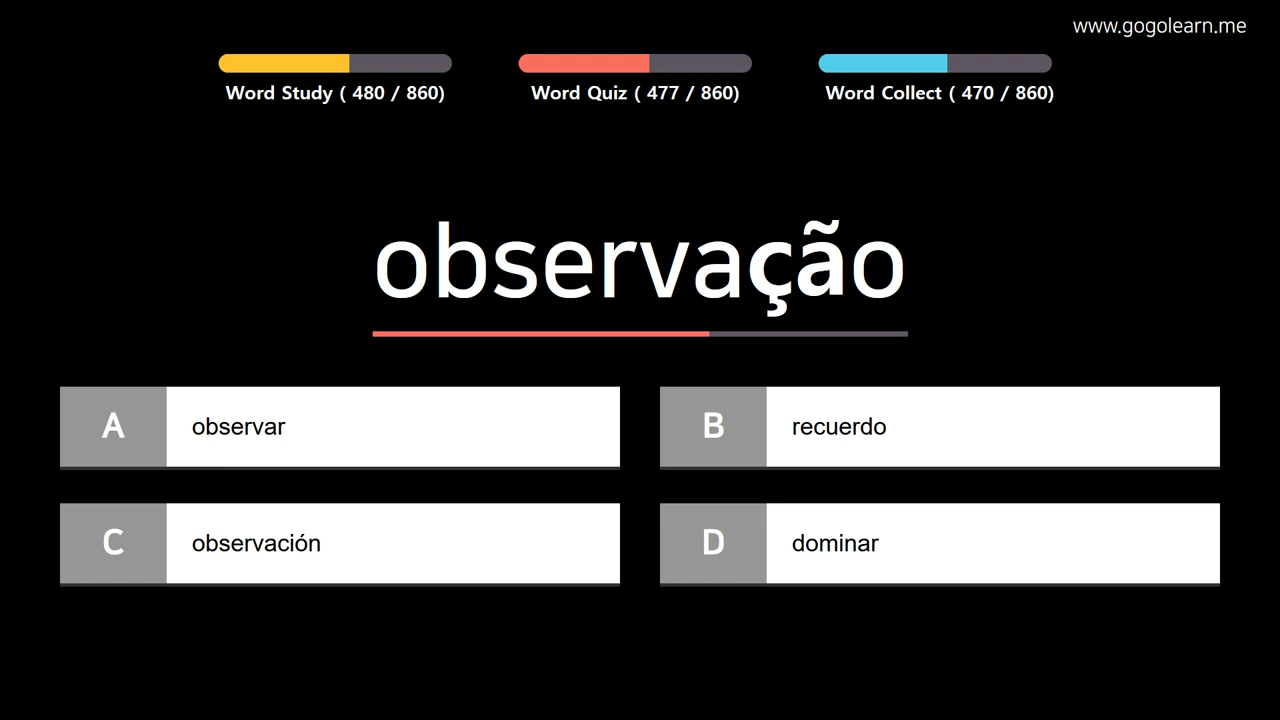 www.gogolearn.me
Word Study ( 480 / 860)
Word Quiz ( 477 / 860)
Word Collect ( 470 / 860)
observação
A observar
B recuerdo
C observación
D dominar